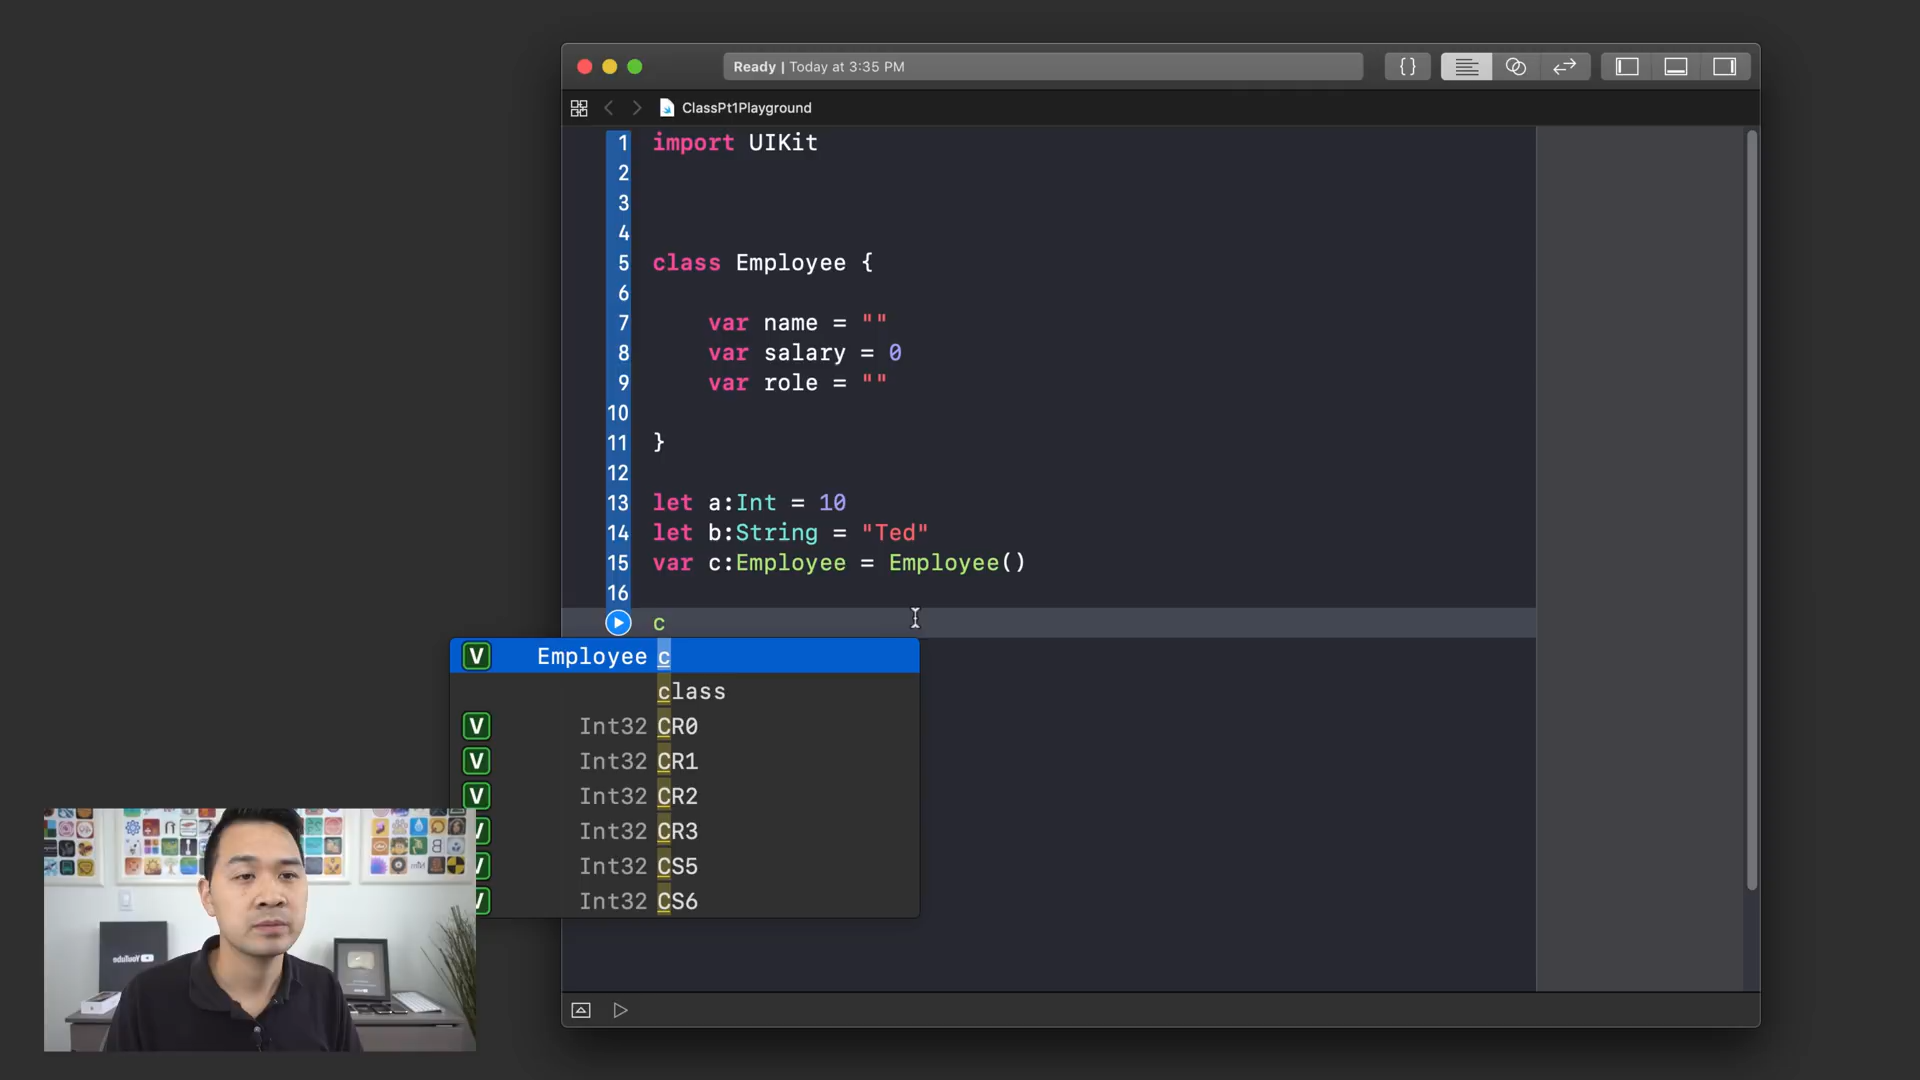 Ready | Today at 3:35 PM
{}
ClassPt1Playground
1 import UIKit
2
3
4
5 class Employee {
6
7 var name = ""
8 var salary = 0
9 var role = ""
10
11 }
12
13 let a:Int = 10
14 let b:String = "Ted"
15 var c:Employee = Employee()
16
c
V Employee c
class
V Int32 CR0
V Int32 CR1
V Int32 CR2
V Int32 CR3
V Int32 CS5
V Int32 CS6
YouTube